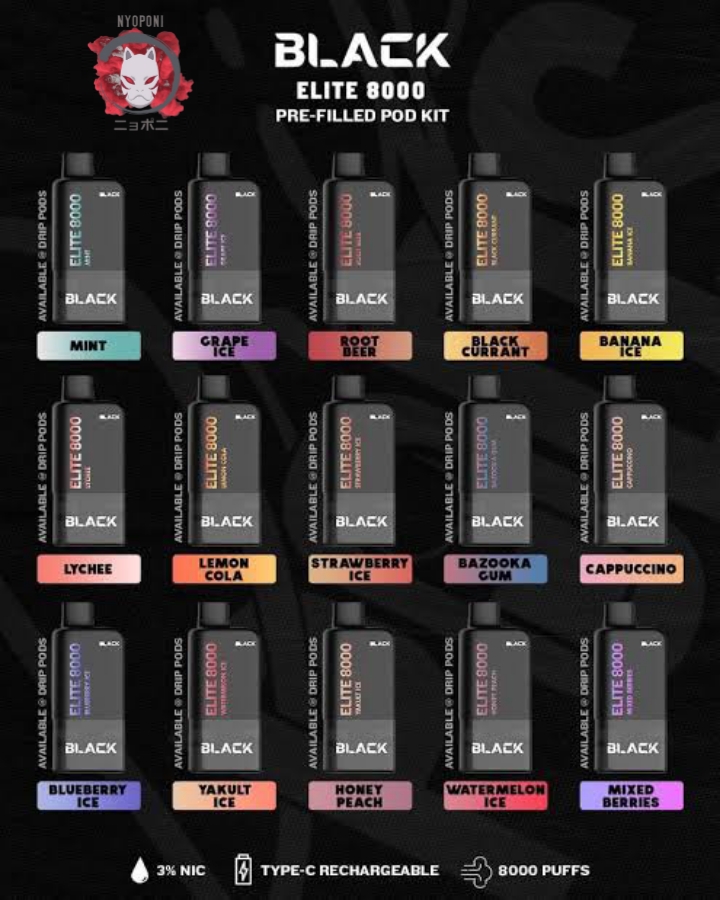 NYOPONI
ニョポニ
BLACK
ELITE 8000
PRE-FILLED POD KIT
AVAILABLE @ DRIP PODS
ELITE 8000
MINT
BLACK
BLACK
MINT
AVAILABLE @ DRIP PODS
ELITE 8000
GRAPE ICE
BLACK
BLACK
GRAPE
ICE
AVAILABLE @ DRIP PODS
ELITE 8000
ROOT BEER
BLACK
BLACK
ROOT
BEER
AVAILABLE @ DRIP PODS
ELITE 8000
BLACK CURRANT
BLACK
BLACK
BLACK
CURRANT
AVAILABLE @ DRIP PODS
ELITE 8000
BANANA ICE
BLACK
BLACK
BANANA
ICE
AVAILABLE @ DRIP PODS
ELITE 8000
LYCHEE
BLACK
BLACK
LYCHEE
AVAILABLE @ DRIP PODS
ELITE 8000
LEMON COLA
BLACK
BLACK
LEMON
COLA
AVAILABLE @ DRIP PODS
ELITE 8000
STRAWBERRY ICE
BLACK
BLACK
STRAWBERRY
ICE
AVAILABLE @ DRIP PODS
ELITE 8000
BAZOOKA GUM
BLACK
BLACK
BAZOOKA
GUM
AVAILABLE @ DRIP PODS
ELITE 8000
CAPPUCCINO
BLACK
BLACK
CAPPUCCINO
AVAILABLE @ DRIP PODS
ELITE 8000
BLUEBERRY ICE
BLACK
BLACK
BLUEBERRY
ICE
AVAILABLE @ DRIP PODS
ELITE 8000
WATERMELON ICE
BLACK
BLACK
YAKULT
ICE
AVAILABLE @ DRIP PODS
ELITE 8000
YAKULT ICE
BLACK
BLACK
HONEY
PEACH
AVAILABLE @ DRIP PODS
ELITE 8000
HONEY PEACH
BLACK
BLACK
WATERMELON
ICE
AVAILABLE @ DRIP PODS
ELITE 8000
MIXED BERRIES
BLACK
BLACK
MIXED
BERRIES
3% NIC
TYPE-C RECHARGEABLE
8000 PUFFS